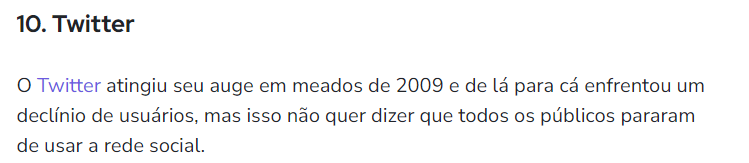 10. Twitter
O Twitter atingiu seu auge em meados de 2009 e de lá para cá enfrentou um
declínio de usuários, mas isso não quer dizer que todos os públicos pararam
de usar a rede social.